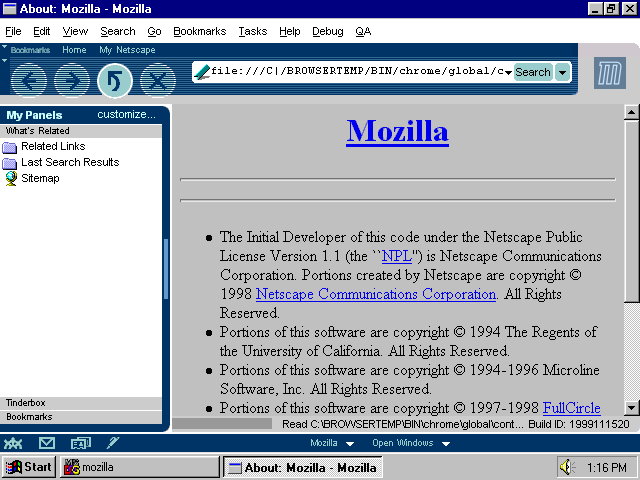 About: Mozilla - Mozilla
File Edit View Search Go Bookmarks Tasks Help Debug QA
Bookmarks Home My Netscape
file:///C|/BROWSERTEMP/BIN/chrome/global/c
Search
My Panels customize...
What's Related
Related Links
Last Search Results
Sitemap
Tinderbox
Bookmarks
Mozilla
The Initial Developer of this code under the Netscape Public
License Version 1.1 (the ``NPL'') is Netscape Communications
Corporation. Portions created by Netscape are copyright ©
1998 Netscape Communications Corporation. All Rights
Reserved.
Portions of this software are copyright © 1994 The Regents of
the University of California. All Rights Reserved.
Portions of this software are copyright © 1994-1996 Microline
Software, Inc. All Rights Reserved.
Portions of this software are copyright © 1997-1998 FullCircle
Read C:\BROWSERTEMP\BIN\chrome\global\cont... Build ID: 1999111520
Mozilla Open Windows
Start mozilla About: Mozilla - Mozilla 1:16 PM